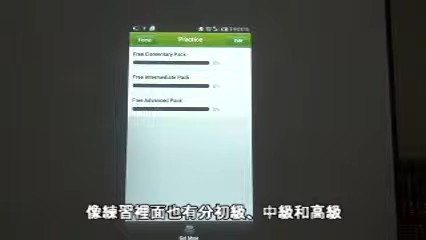 Practice
Edit
Free Elementary Pack
0%
Free Intermediate Pack
0%
Free Advanced Pack
0%
像練習裡面也有分初級、中級和高級
Get More